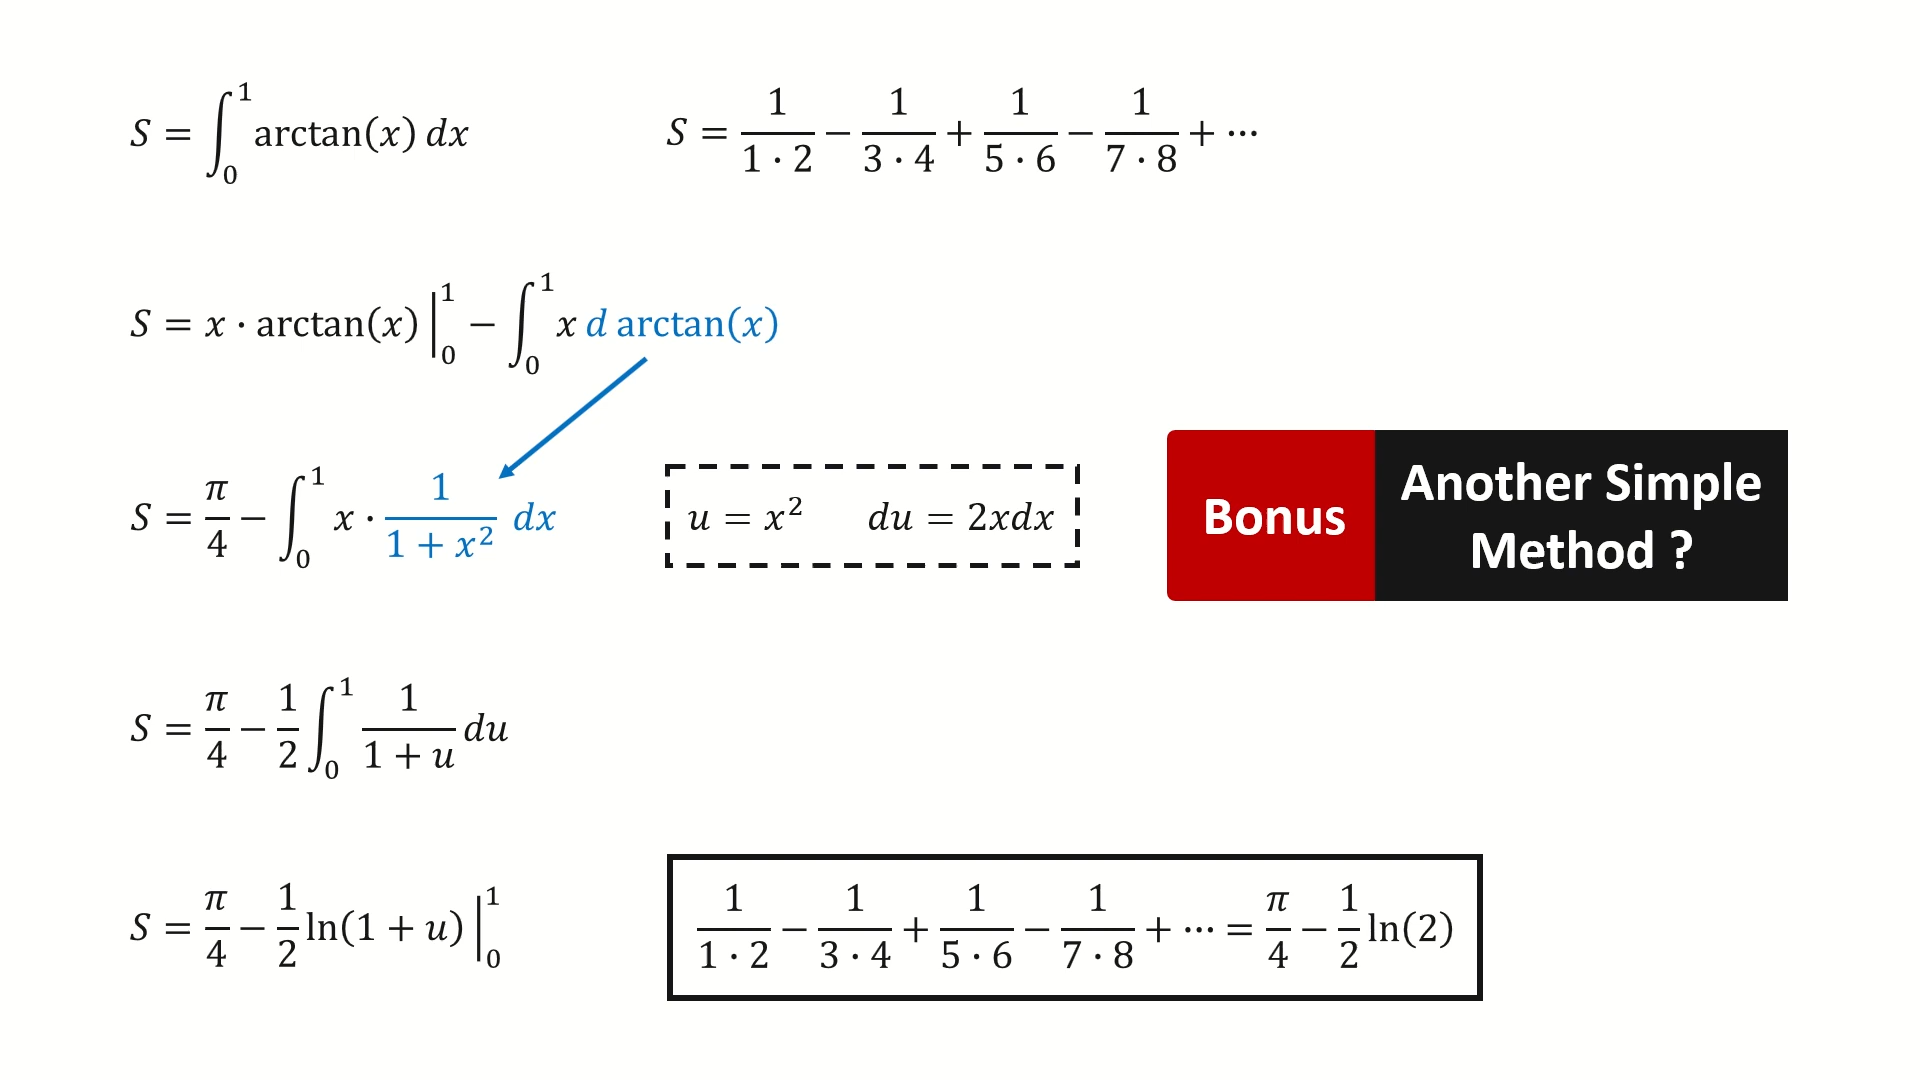 S = ∫₀¹ arctan(x) dx
S = 1/(1 · 2) − 1/(3 · 4) + 1/(5 · 6) − 1/(7 · 8) + ⋯
S = x · arctan(x) |₀¹ − ∫₀¹ x d arctan(x)
S = π/4 − ∫₀¹ x · 1/(1 + x²) dx
u = x² du = 2xdx
Bonus
Another Simple
Method ?
S = π/4 − 1/2 ∫₀¹ 1/(1 + u) du
S = π/4 − 1/2 ln(1 + u) |₀¹
1/(1 · 2) − 1/(3 · 4) + 1/(5 · 6) − 1/(7 · 8) + ⋯ = π/4 − 1/2 ln(2)